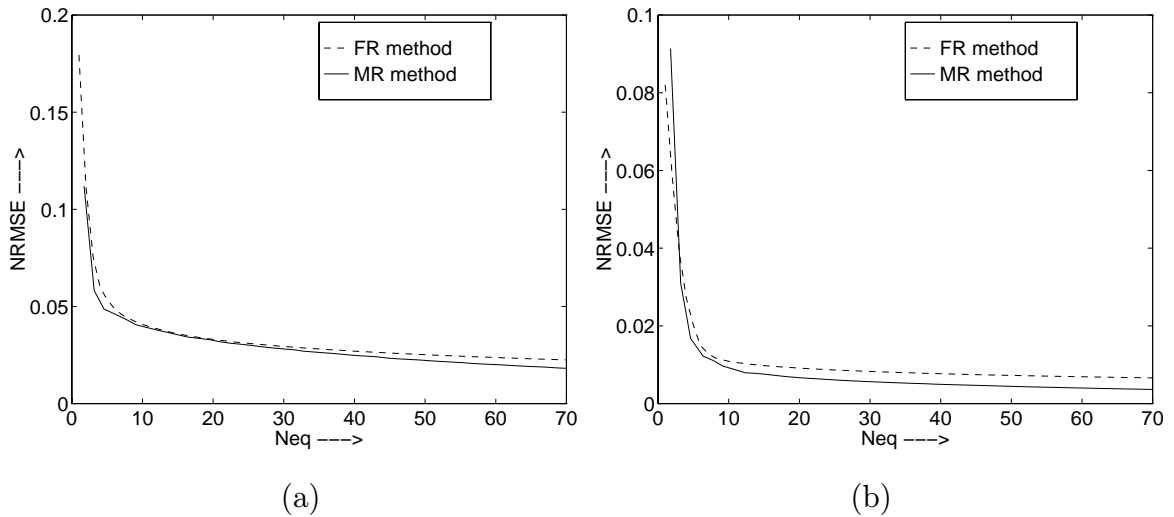 0.2
0.15
0.1
0.05
0
NRMSE --->
0 10 20 30 40 50 60 70
Neq --->
FR method
MR method
(a)
0.1
0.08
0.06
0.04
0.02
0
NRMSE --->
0 10 20 30 40 50 60 70
Neq --->
FR method
MR method
(b)